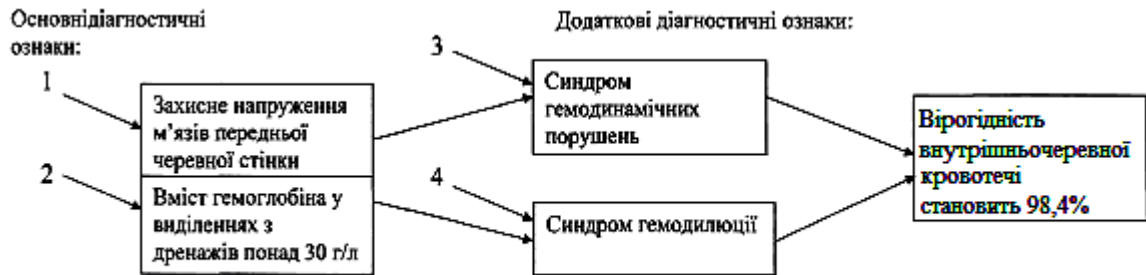 Основнідіагностичні
ознаки:
Додаткові діагностичні ознаки:
1
Захисне напруження
м’язів передньої
черевної стінки
2
Вміст гемоглобіна у
виділеннях з
дренажів понад 30 г/л
3
Синдром
гемодинамічних
порушень
4
Синдром гемодилюції
Вірогідність
внутрішньочеревної
кровотечі
становить 98,4%